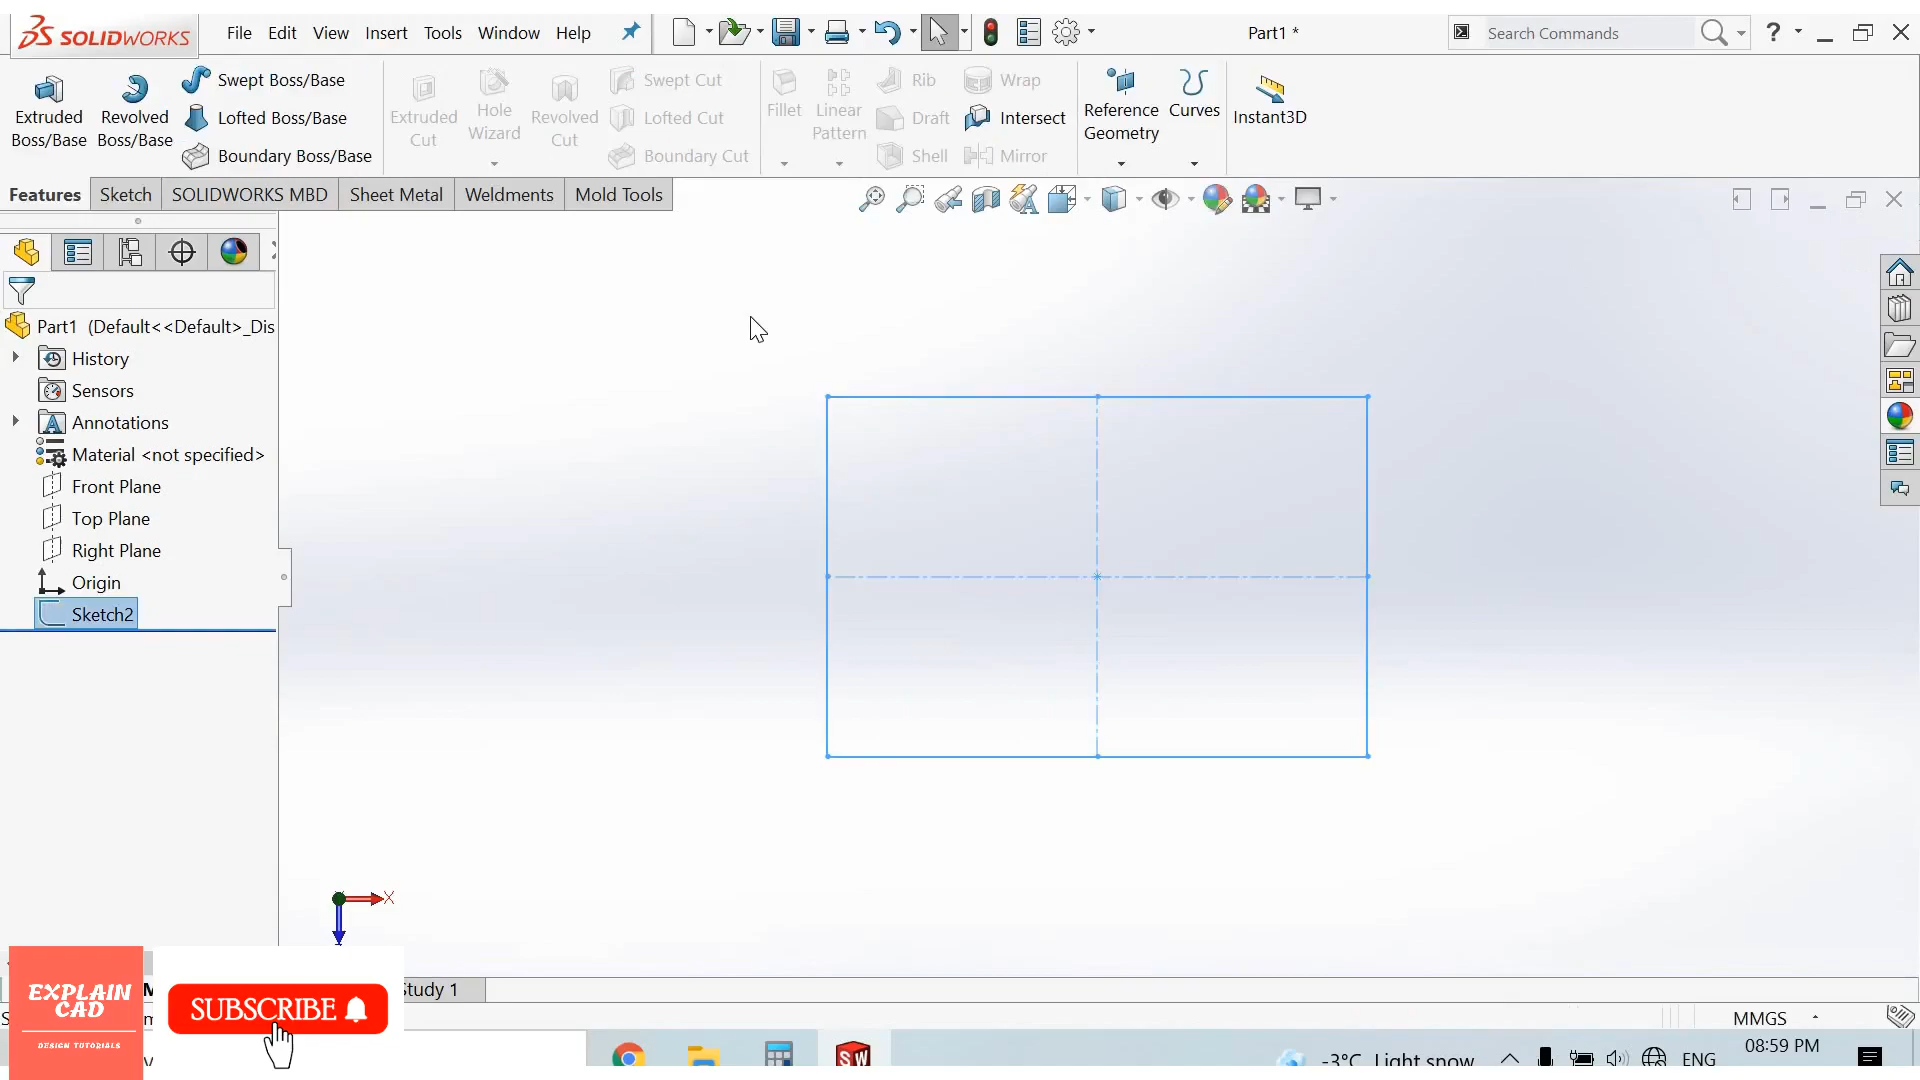 SOLIDWORKS File Edit View Insert Tools Window Help Part1 * Search Commands ?
Extruded Boss/Base
Revolved Boss/Base
Swept Boss/Base
Lofted Boss/Base
Boundary Boss/Base
Extruded Cut
Hole Wizard
Revolved Cut
Swept Cut
Lofted Cut
Boundary Cut
Fillet
Linear Pattern
Rib
Draft
Shell
Wrap
Intersect
Mirror
Reference Geometry
Curves
Instant3D
Features Sketch SOLIDWORKS MBD Sheet Metal Weldments Mold Tools
Part1 (Default<<Default>_Dis
History
Sensors
Annotations
Material <not specified>
Front Plane
Top Plane
Right Plane
Origin
Sketch2
X
EXPLAIN
CAD
DESIGN TUTORIALS
SUBSCRIBE
Study 1
MMGS
-3°C Light snow
ENG
08:59 PM